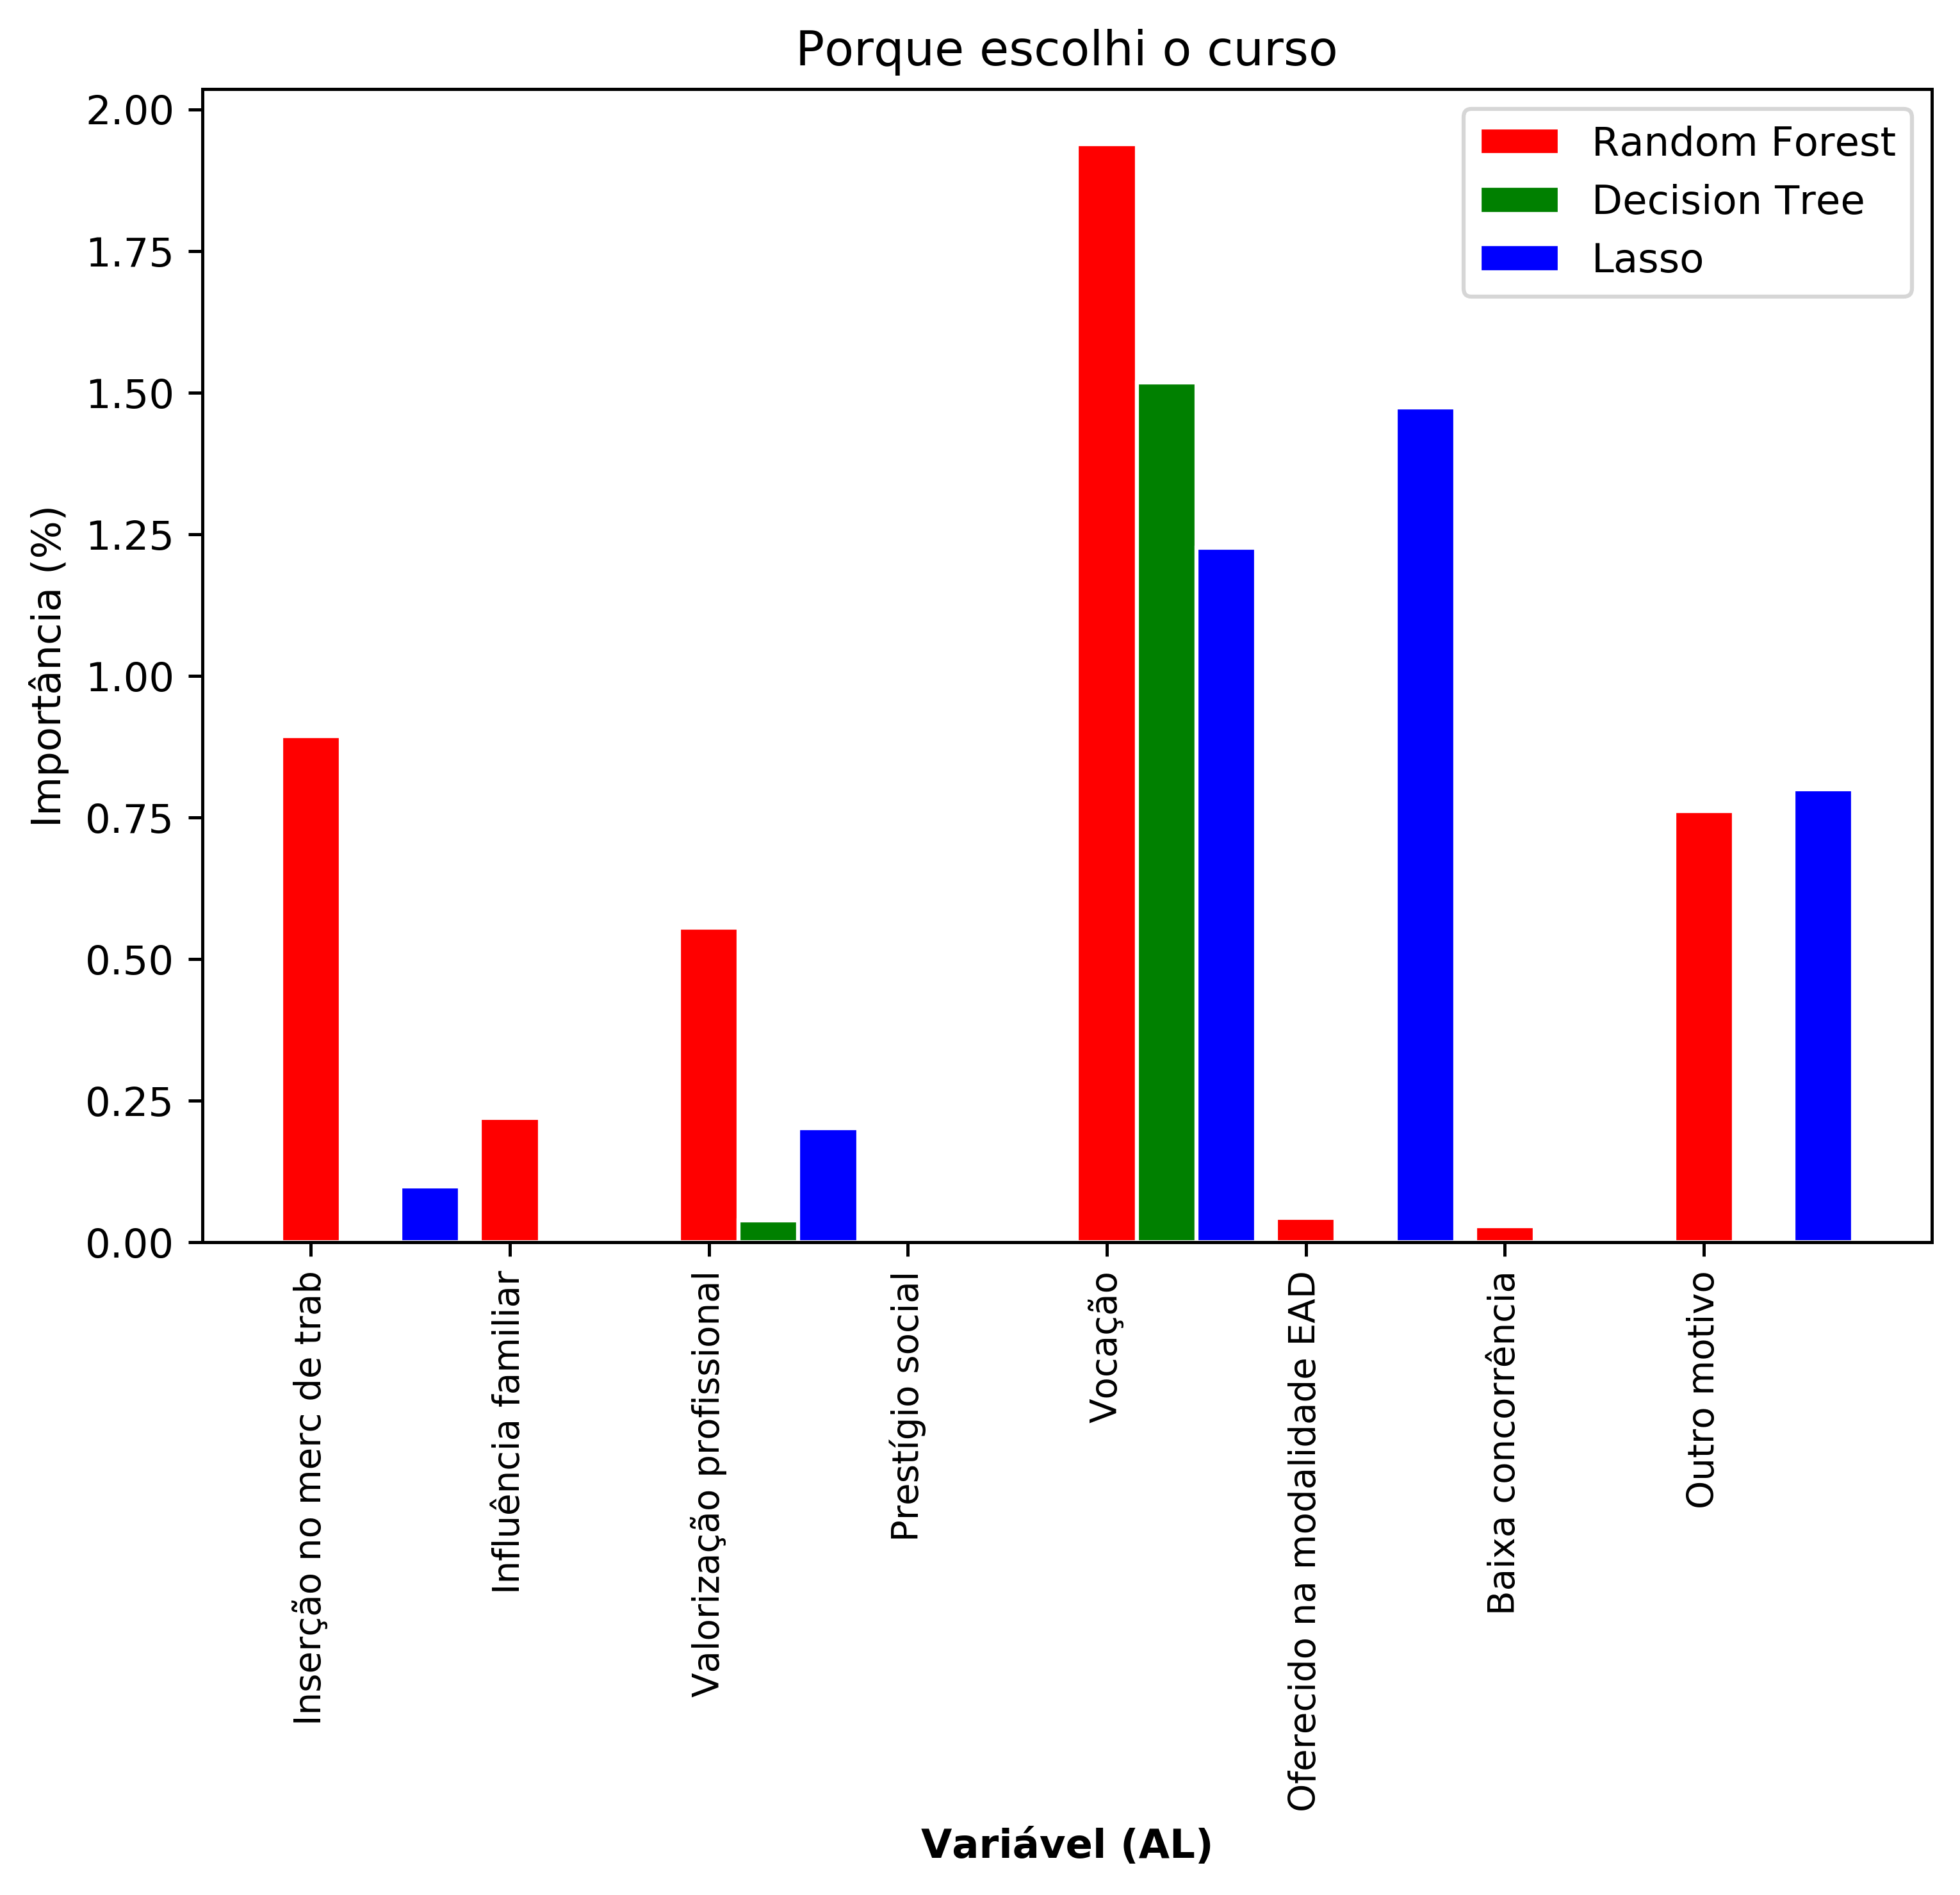 Porque escolhi o curso
Random Forest
Decision Tree
Lasso
Importância (%)
2.00
1.75
1.50
1.25
1.00
0.75
0.50
0.25
0.00
Inserção no merc de trab
Influência familiar
Valorização profissional
Prestígio social
Vocação
Oferecido na modalidade EAD
Baixa concorrência
Outro motivo
Variável (AL)